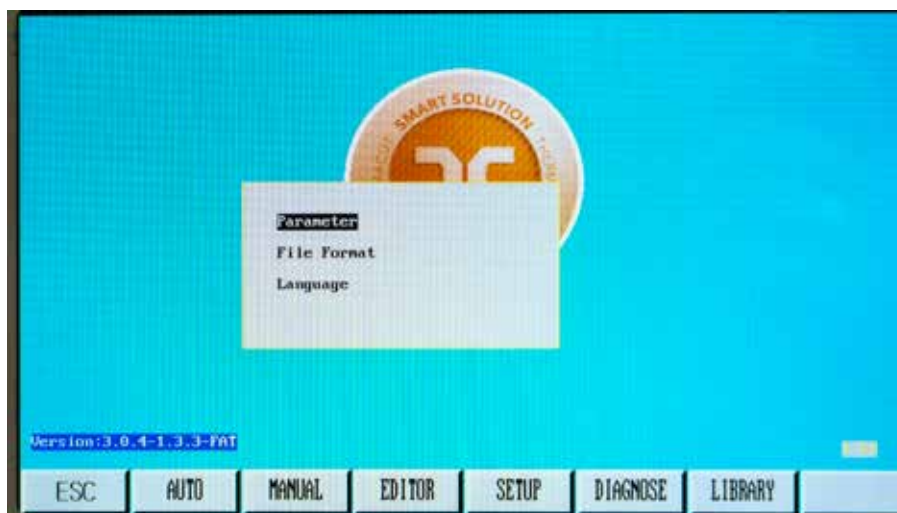 SMART SOLUTION
Parameter
File Format
Language
Version:3.0.4-1.3.3-FAT
ESC
AUTO
MANUAL
EDITOR
SETUP
DIAGNOSE
LIBRARY